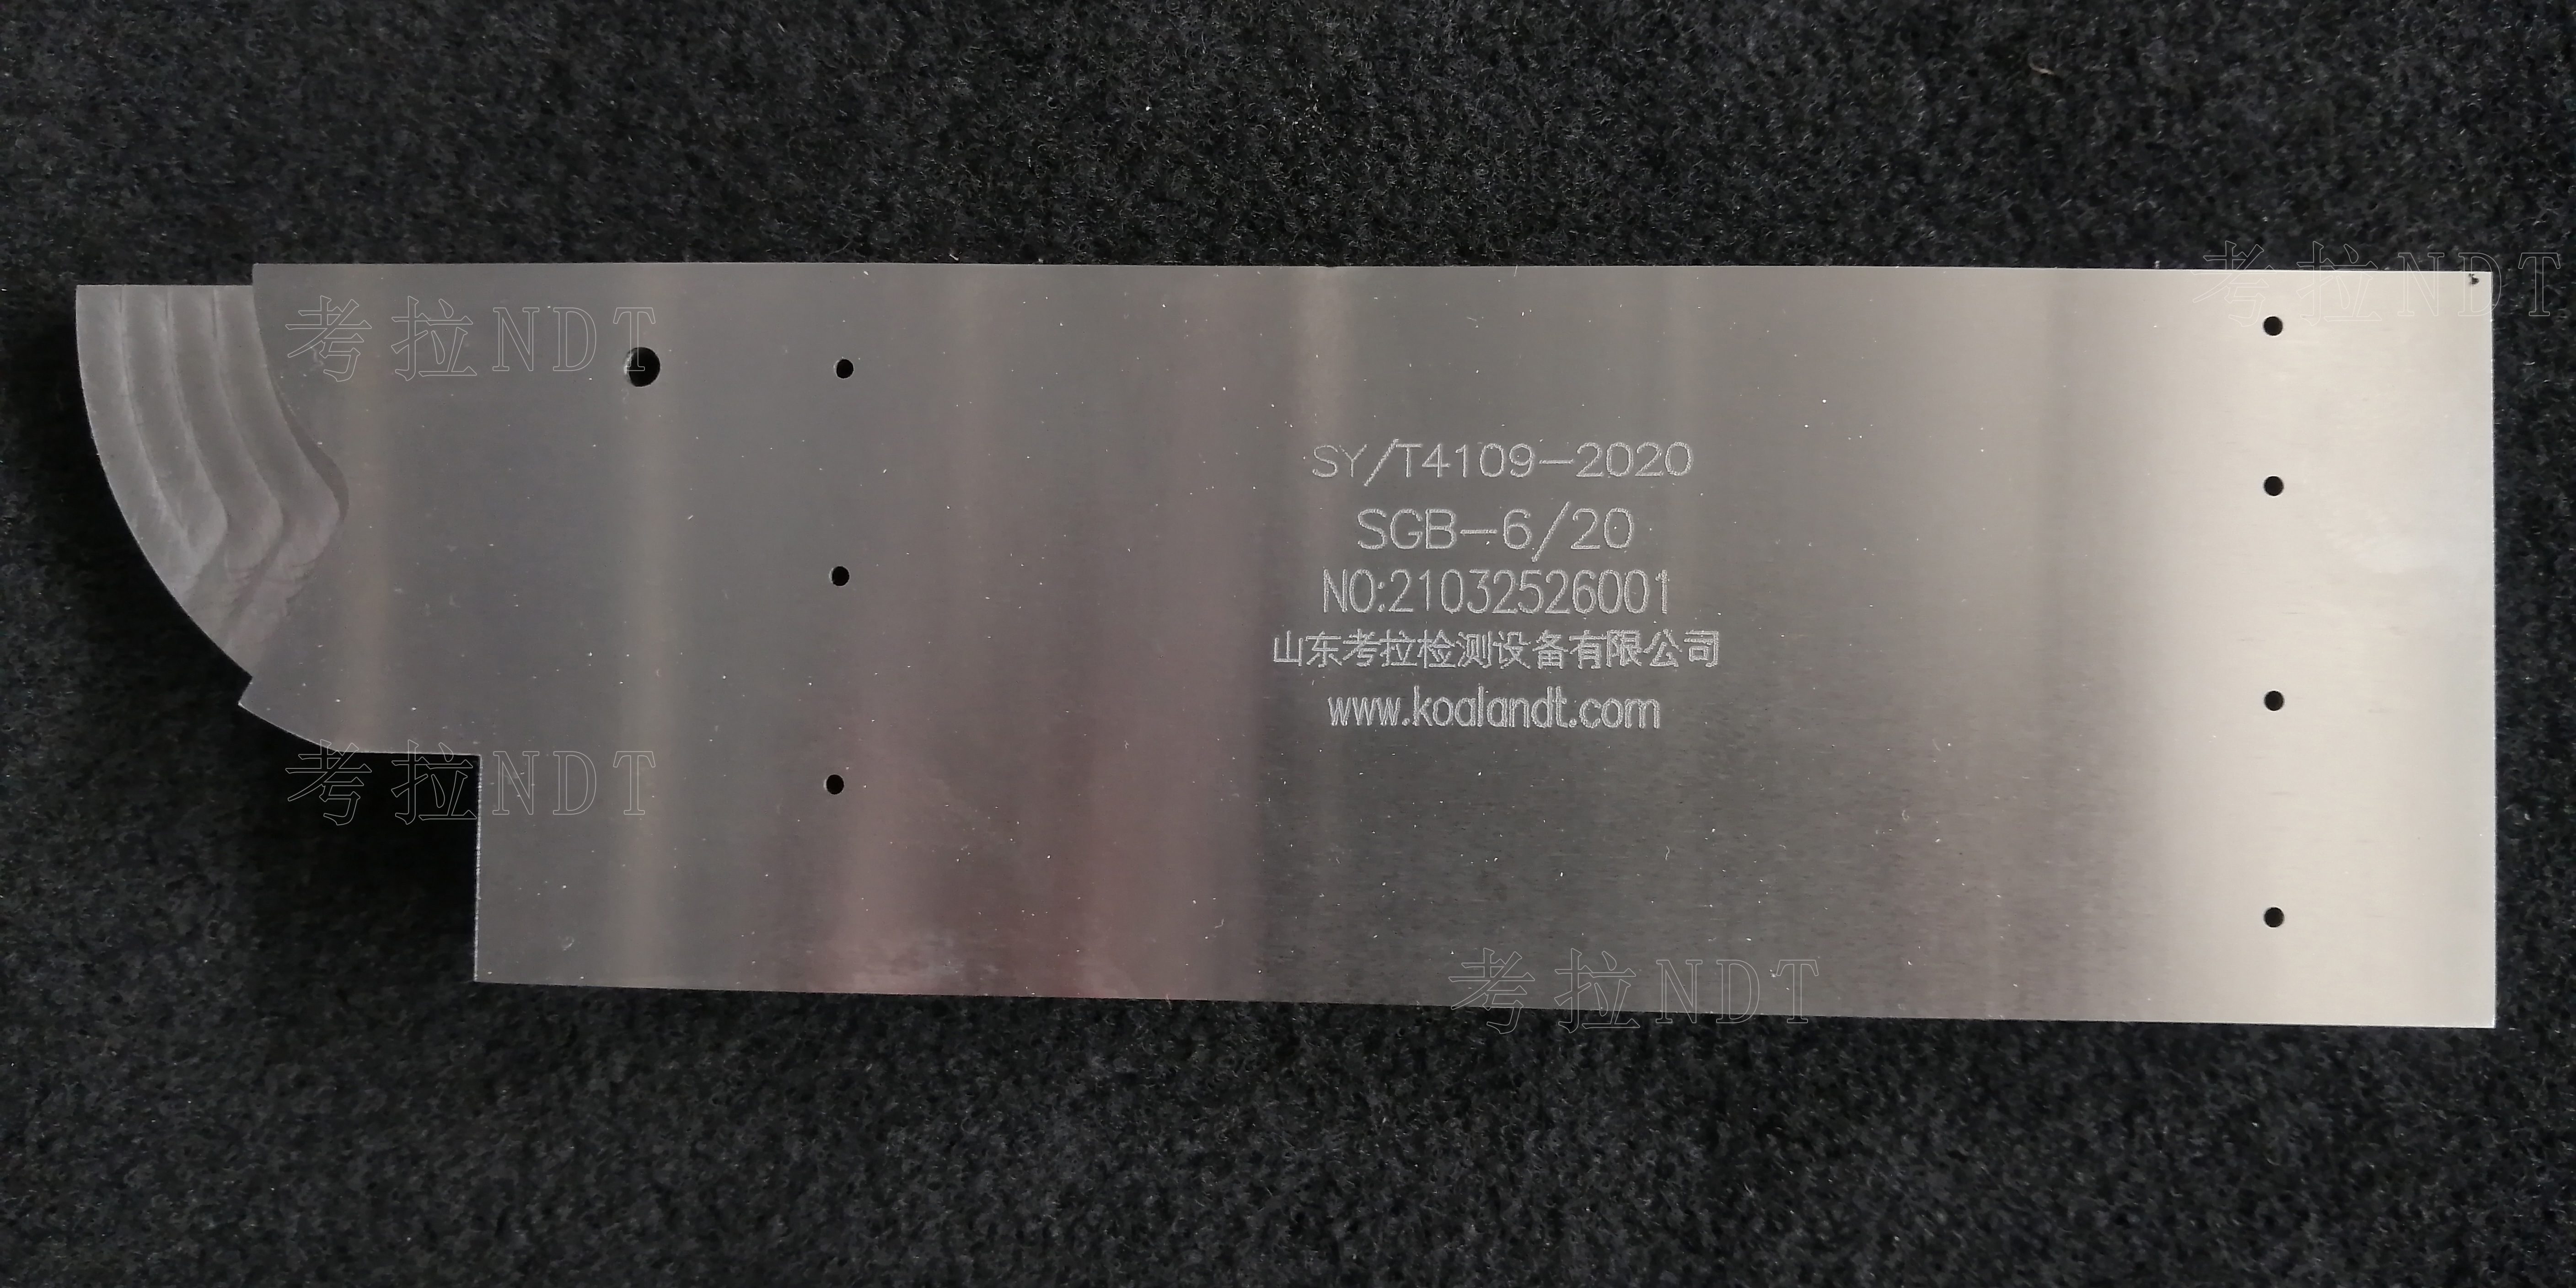 考拉NDT
考拉NDT
SY/T4109-2020
SGB-6/20
NO:21032526001
山东考拉检测设备有限公司
www.koalandt.com
考拉NDT
考拉NDT